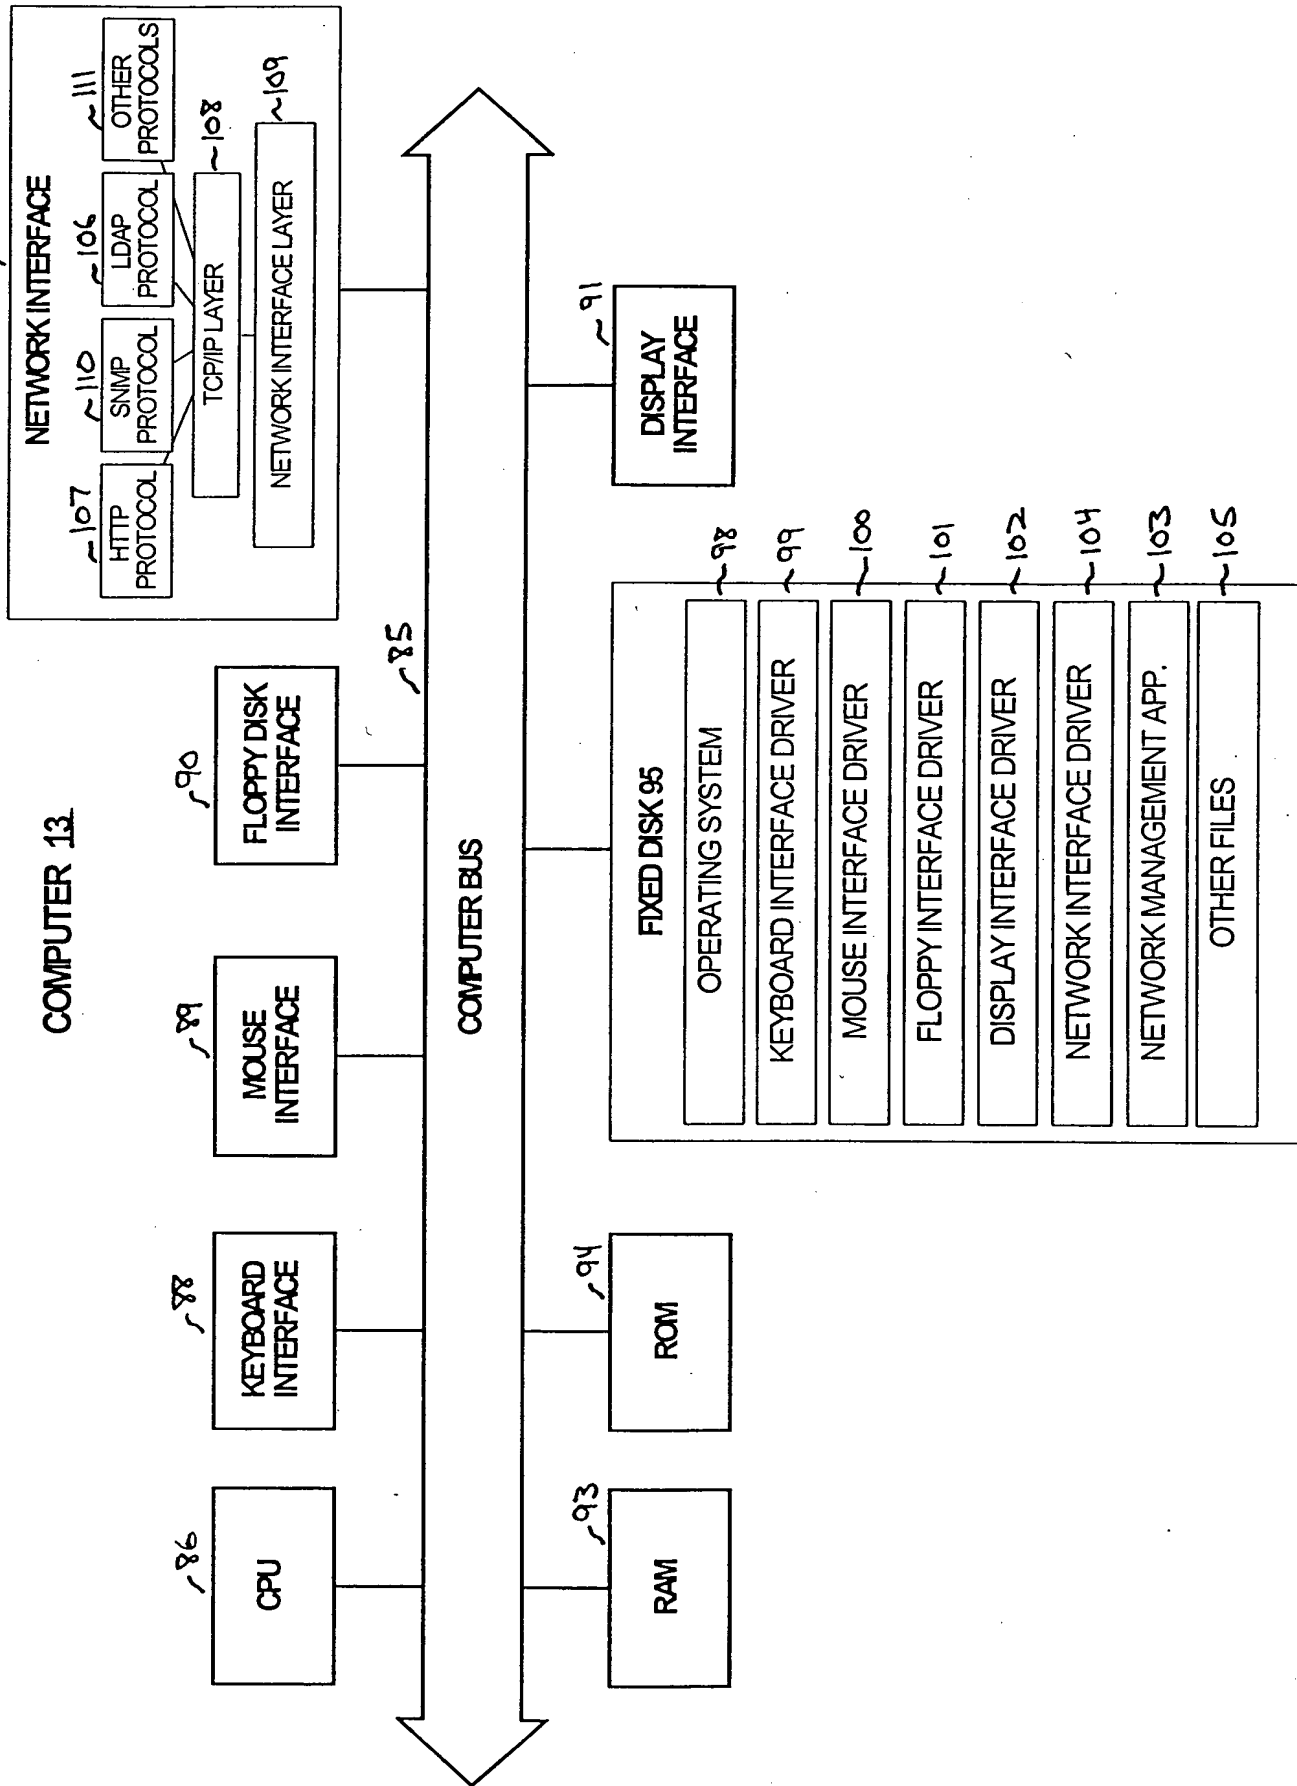 COMPUTER 13
86
CPU
88
KEYBOARD
INTERFACE
89
MOUSE
INTERFACE
90
FLOPPY DISK
INTERFACE
NETWORK INTERFACE
107
HTTP
PROTOCOL
110
SNMP
PROTOCOL
106
LDAP
PROTOCOL
111
OTHER
PROTOCOLS
TCP/IP LAYER
108
NETWORK INTERFACE LAYER
109
85
COMPUTER BUS
93
RAM
94
ROM
FIXED DISK 95
OPERATING SYSTEM
98
KEYBOARD INTERFACE DRIVER
99
MOUSE INTERFACE DRIVER
100
FLOPPY INTERFACE DRIVER
101
DISPLAY INTERFACE DRIVER
102
NETWORK INTERFACE DRIVER
104
NETWORK MANAGEMENT APP.
103
OTHER FILES
105
91
DISPLAY
INTERFACE